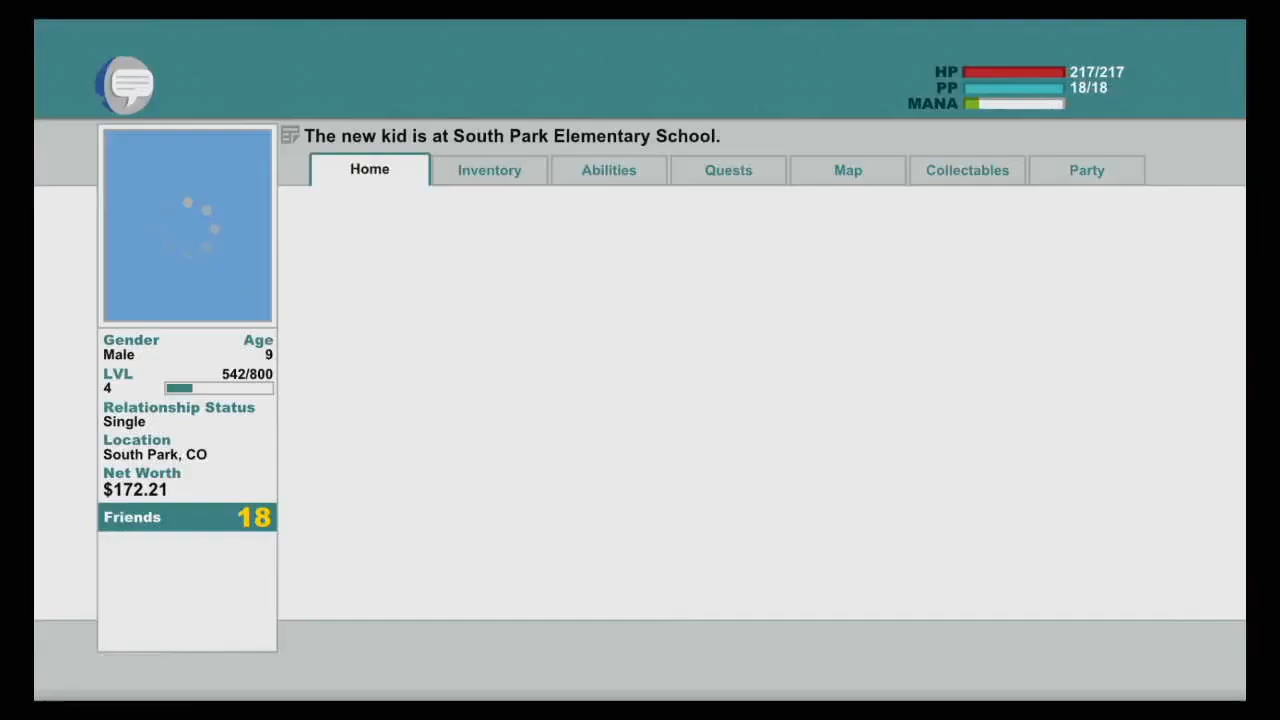 HP 217/217
PP 18/18
MANA
The new kid is at South Park Elementary School.
Home Inventory Abilities Quests Map Collectables Party
Gender Age
Male 9
LVL 542/800
4
Relationship Status
Single
Location
South Park, CO
Net Worth
$172.21
Friends 18